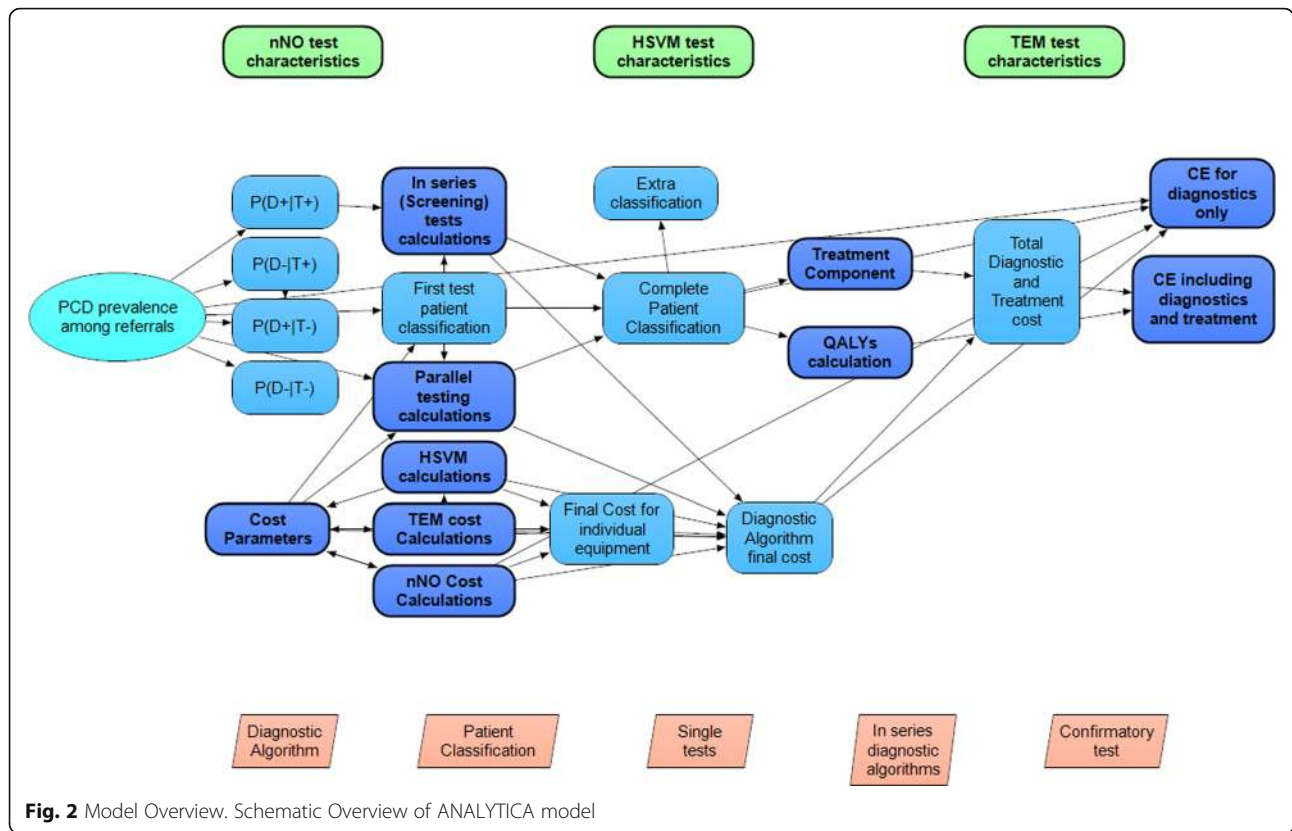 nNO test
characteristics
HSVM test
characteristics
TEM test
characteristics
PCD prevalence
among referrals
P(D+|T+)
P(D-|T+)
P(D+|T-)
P(D-|T-)
In series
(Screening)
tests
calculations
First test
patient
classification
Parallel
testing
calculations
HSVM
calculations
TEM cost
Calculations
nNO Cost
Calculations
Cost
Parameters
Extra
classification
Complete
Patient
Classification
Final Cost for
individual
equipment
Treatment
Component
QALYs
calculation
Diagnostic
Algorithm
final cost
Total
Diagnostic
and
Treatment
cost
CE for
diagnostics
only
CE including
diagnostics
and treatment
Diagnostic
Algorithm
Patient
Classification
Single
tests
In series
diagnostic
algorithms
Confirmatory
test
Fig. 2 Model Overview. Schematic Overview of ANALYTICA model